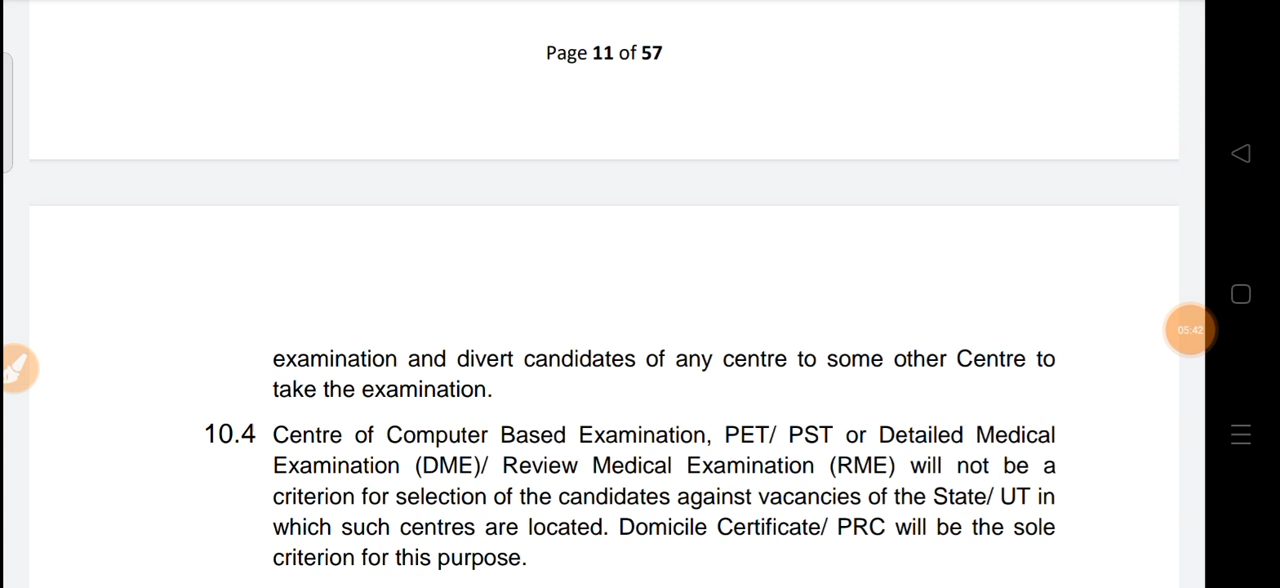 Page 11 of 57
05:42
examination and divert candidates of any centre to some other Centre to
take the examination.
10.4 Centre of Computer Based Examination, PET/ PST or Detailed Medical
Examination (DME)/ Review Medical Examination (RME) will not be a
criterion for selection of the candidates against vacancies of the State/ UT in
which such centres are located. Domicile Certificate/ PRC will be the sole
criterion for this purpose.